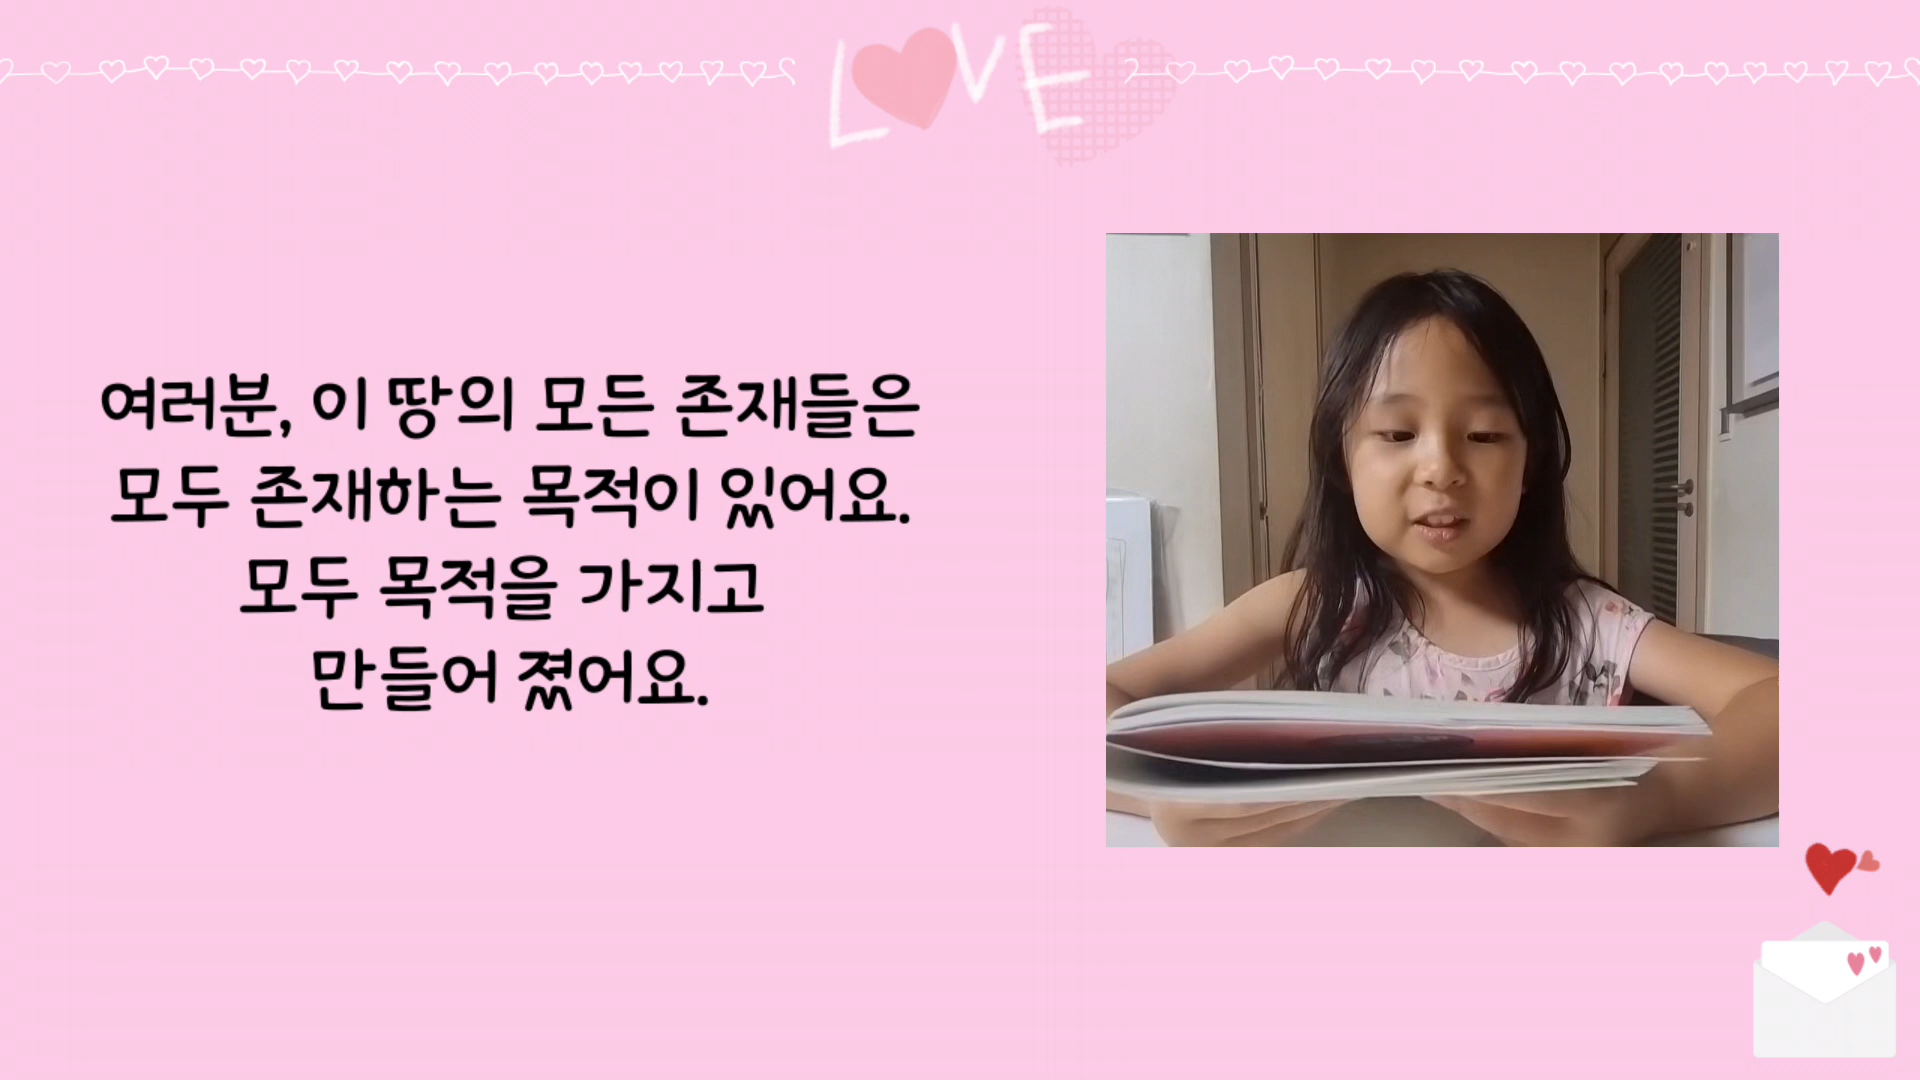 LOVE
여러분, 이 땅의 모든 존재들은
모두 존재하는 목적이 있어요.
모두 목적을 가지고
만들어 졌어요.